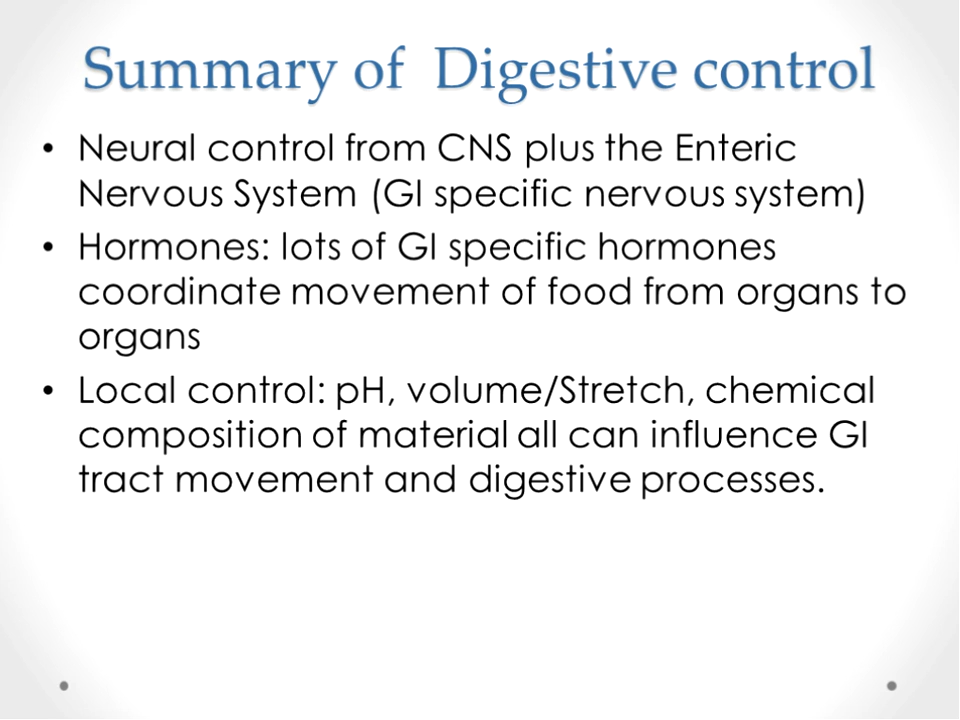 Summary of  Digestive control
• Neural control from CNS plus the Enteric
Nervous System (GI specific nervous system)
• Hormones: lots of GI specific hormones
coordinate movement of food from organs to
organs
• Local control: pH, volume/Stretch, chemical
composition of material all can influence GI
tract movement and digestive processes.